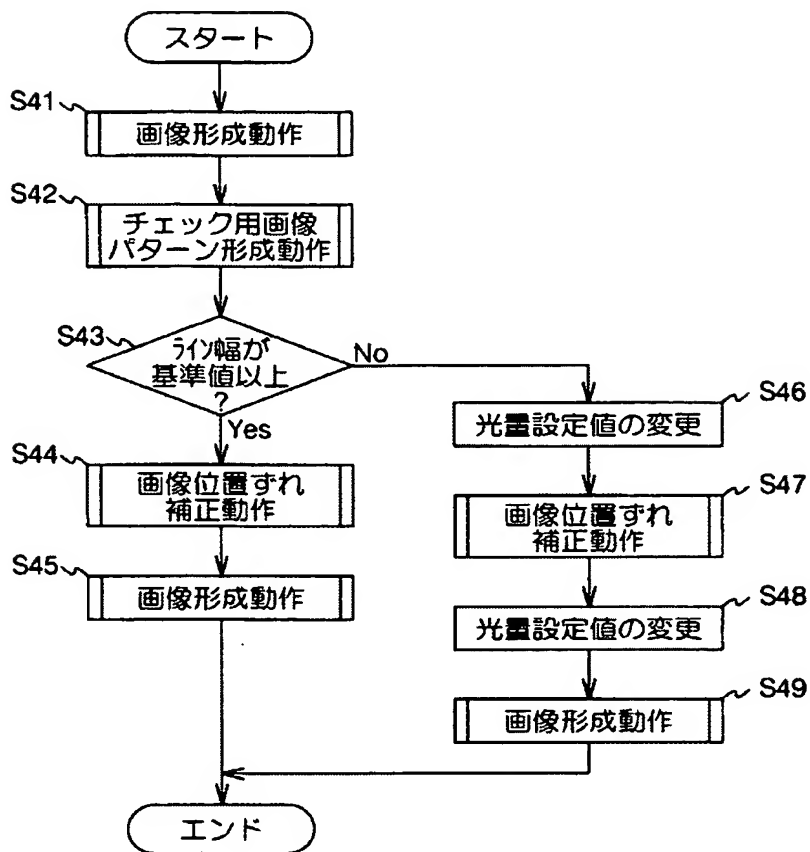 スタート
S41
画像形成動作
S42
チェック用画像
パターン形成動作
S43
ライン幅が
基準値以上
?
No
Yes
S44
画像位置ずれ
補正動作
S45
画像形成動作
S46
光量設定値の変更
S47
画像位置ずれ
補正動作
S48
光量設定値の変更
S49
画像形成動作
エンド